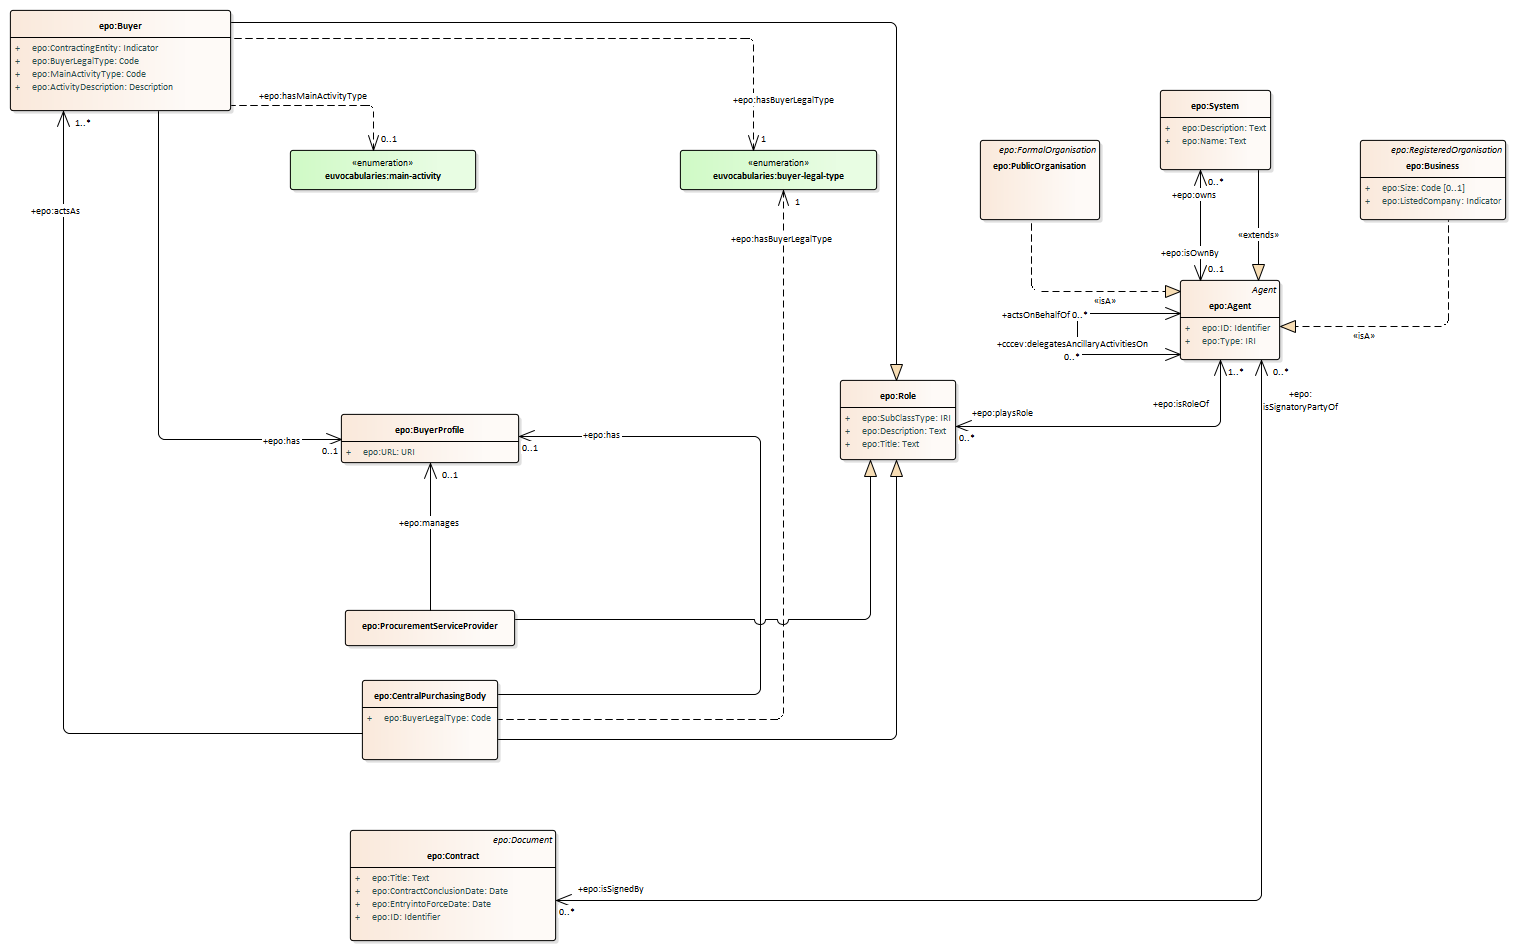 epo:Buyer
+ epo:ContractingEntity: Indicator
+ epo:BuyerLegalType: Code
+ epo:MainActivityType: Code
+ epo:ActivityDescription: Description
+epo:hasMainActivityType
0..1
«enumeration»
euvocabularies:main-activity
+epo:hasBuyerLegalType
1
«enumeration»
euvocabularies:buyer-legal-type
1
+epo:hasBuyerLegalType
1..*
+epo:actsAs
epo:System
+ epo:Description: Text
+ epo:Name: Text
epo:FormalOrganisation
epo:PublicOrganisation
epo:RegisteredOrganisation
epo:Business
+ epo:Size: Code [0..1]
+ epo:ListedCompany: Indicator
0..*
+epo:owns
«extends»
+epo:isOwnBy
0..1
«isA»
Agent
epo:Agent
+ epo:ID: Identifier
+ epo:Type: IRI
+actsOnBehalfOf 0..*
+cccev:delegatesAncillaryActivitiesOn
0..*
«isA»
1..*
0..*
+epo:
isSignatoryPartyOf
+epo:isRoleOf
epo:Role
+ epo:SubClassType: IRI
+ epo:Description: Text
+ epo:Title: Text
+epo:playsRole
0..*
epo:BuyerProfile
+ epo:URL: URI
+epo:has
0..1
+epo:has
0..1
0..1
+epo:manages
epo:ProcurementServiceProvider
epo:CentralPurchasingBody
+ epo:BuyerLegalType: Code
epo:Document
epo:Contract
+ epo:Title: Text
+ epo:ContractConclusionDate: Date
+ epo:EntryintoForceDate: Date
+ epo:ID: Identifier
+epo:isSignedBy
0..*